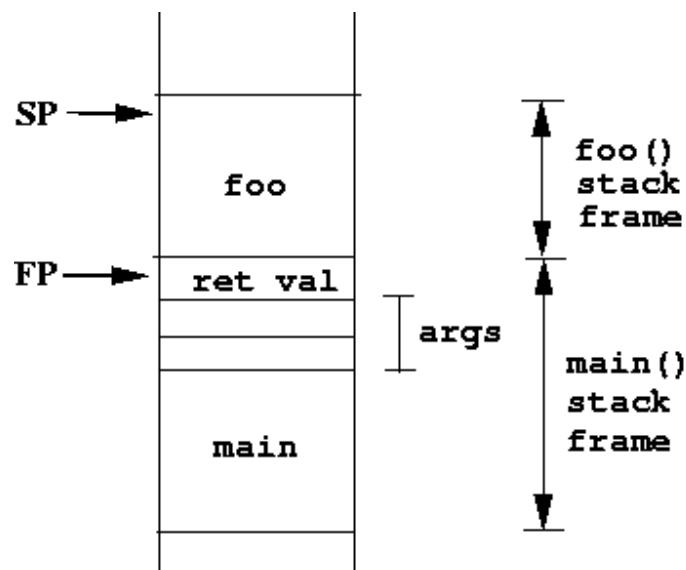 SP
foo
foo()
stack
frame
FP
ret val
args
main
main()
stack
frame